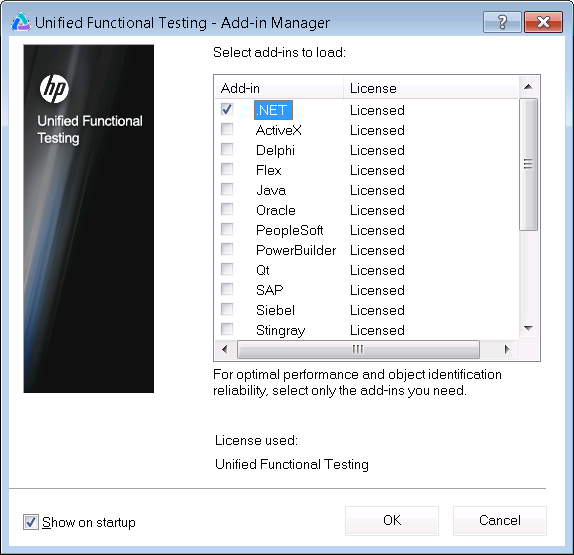 Unified Functional Testing - Add-in Manager
?
Select add-ins to load:
hp
Unified Functional
Testing
Add-in License
.NET Licensed
ActiveX Licensed
Delphi Licensed
Flex Licensed
Java Licensed
Oracle Licensed
PeopleSoft Licensed
PowerBuilder Licensed
Qt Licensed
SAP Licensed
Siebel Licensed
Stingray Licensed
For optimal performance and object identification
reliability, select only the add-ins you need.
License used:
Unified Functional Testing
Show on startup
OK
Cancel